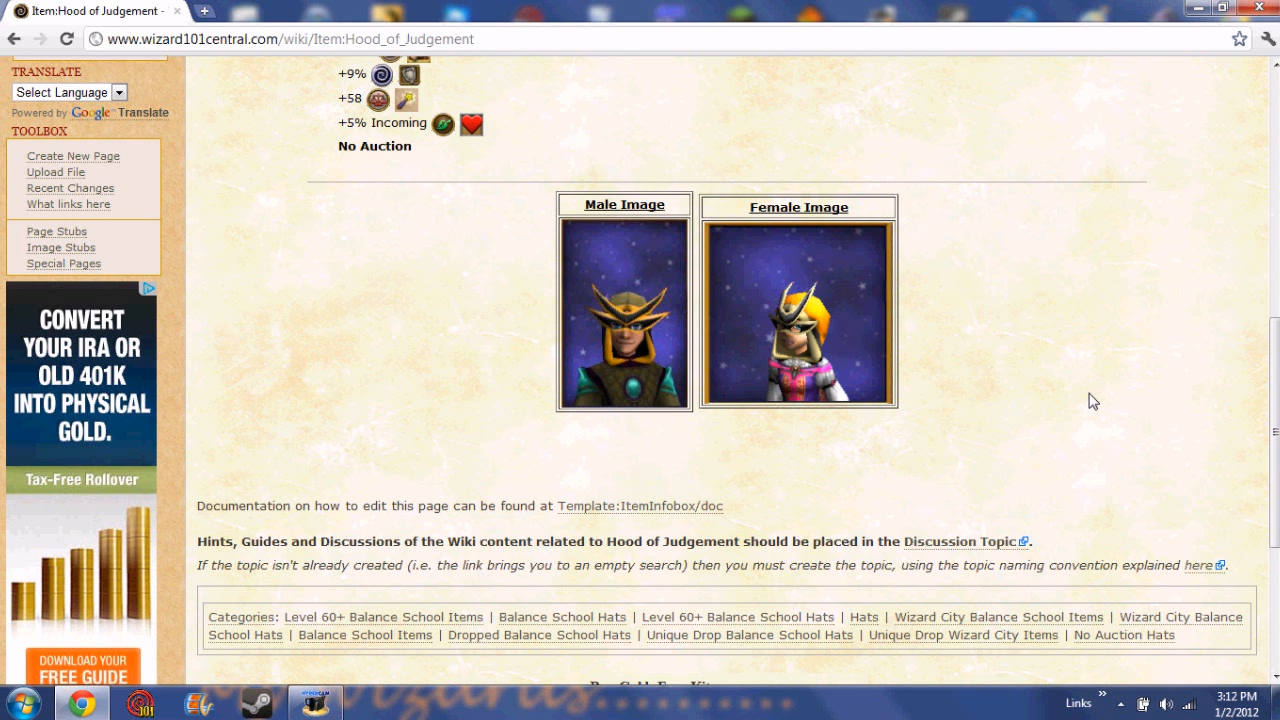 Item:Hood of Judgement -
www.wizard101central.com/wiki/Item:Hood_of_Judgement
TRANSLATE
Select Language
Powered by Google™ Translate
TOOLBOX
Create New Page
Upload File
Recent Changes
What links here
Page Stubs
Image Stubs
Special Pages
CONVERT
YOUR IRA OR
OLD 401K
INTO PHYSICAL
GOLD.
Tax-Free Rollover
DOWNLOAD YOUR
FREE GUIDE
+9%
+58
+5% Incoming
No Auction
Male Image
Female Image
Documentation on how to edit this page can be found at Template:ItemInfobox/doc
Hints, Guides and Discussions of the Wiki content related to Hood of Judgement should be placed in the Discussion Topic.
If the topic isn't already created (i.e. the link brings you to an empty search) then you must create the topic, using the topic naming convention explained here.
Categories: Level 60+ Balance School Items | Balance School Hats | Level 60+ Balance School Hats | Hats | Wizard City Balance School Items | Wizard City Balance
School Hats | Balance School Items | Dropped Balance School Hats | Unique Drop Balance School Hats | Unique Drop Wizard City Items | No Auction Hats
101
HYPERCAM
Links
3:12 PM
1/2/2012